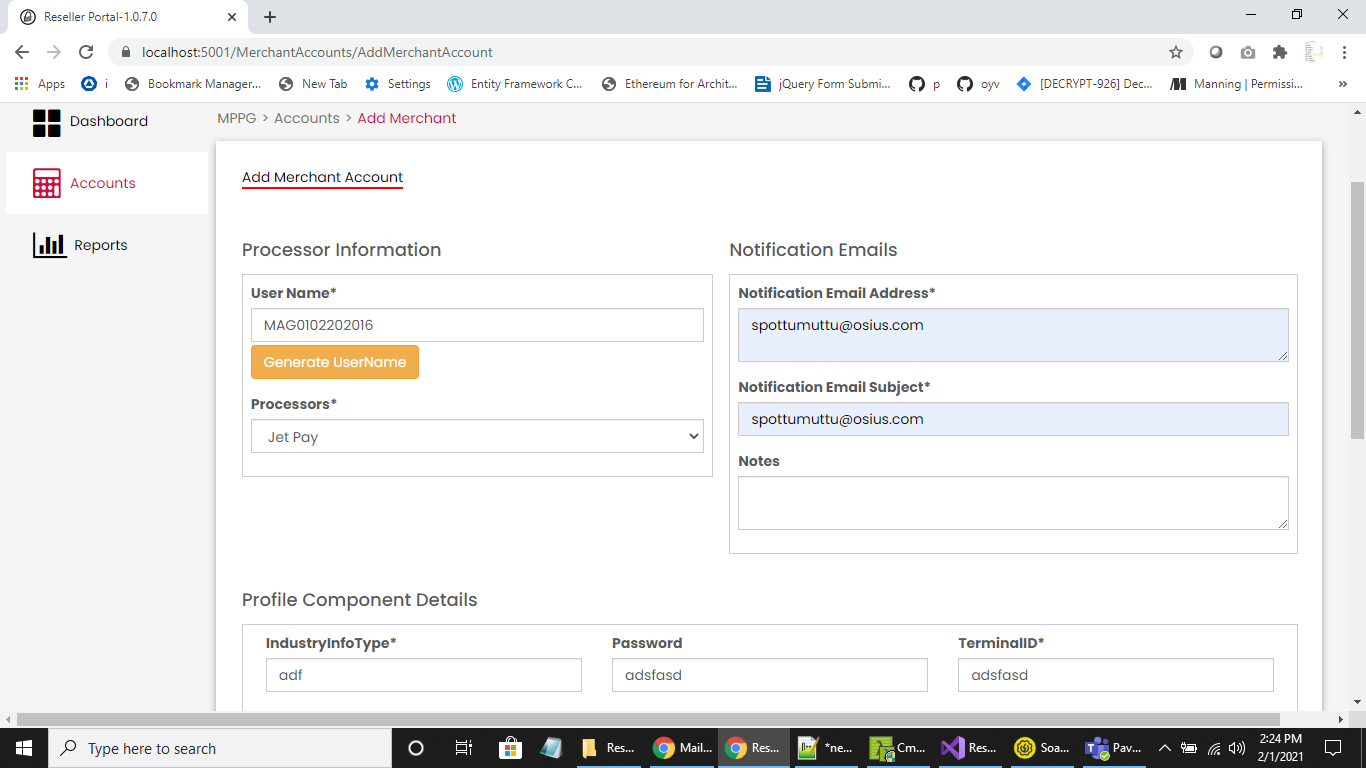 Reseller Portal-1.0.7.0
localhost:5001/MerchantAccounts/AddMerchantAccount
Apps i Bookmark Manager... New Tab Settings Entity Framework C... Ethereum for Archit... jQuery Form Submi... p oyv [DECRYPT-926] Dec... Manning | Permissi... »
Dashboard
MPPG > Accounts > Add Merchant
Accounts
Reports
Add Merchant Account
Processor Information
User Name*
MAG0102202016
Generate UserName
Processors*
Jet Pay
Notification Emails
Notification Email Address*
spottumuttu@osius.com
Notification Email Subject*
spottumuttu@osius.com
Notes
Profile Component Details
IndustryInfoType* Password TerminalID*
adf adsfasd adsfasd
Type here to search Res... Mail... Res... *ne... Cm... Res... Soa... Pav... 2:24 PM
2/1/2021